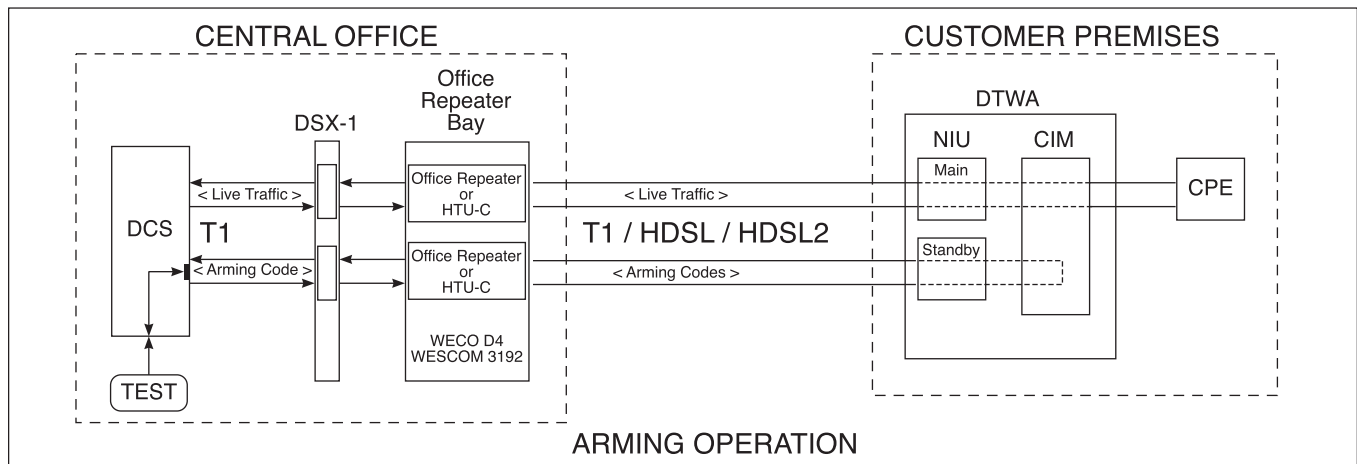 CENTRAL OFFICE
CUSTOMER PREMISES
Office
Repeater
Bay
DSX-1
DTWA
NIU
CIM
Main
Office Repeater
or
HTU-C
< Live Traffic >
< Live Traffic >
CPE
DCS
T1
T1 / HDSL / HDSL2
Office Repeater
or
HTU-C
Standby
< Arming Code >
< Arming Codes >
WECO D4
WESCOM 3192
TEST
ARMING OPERATION